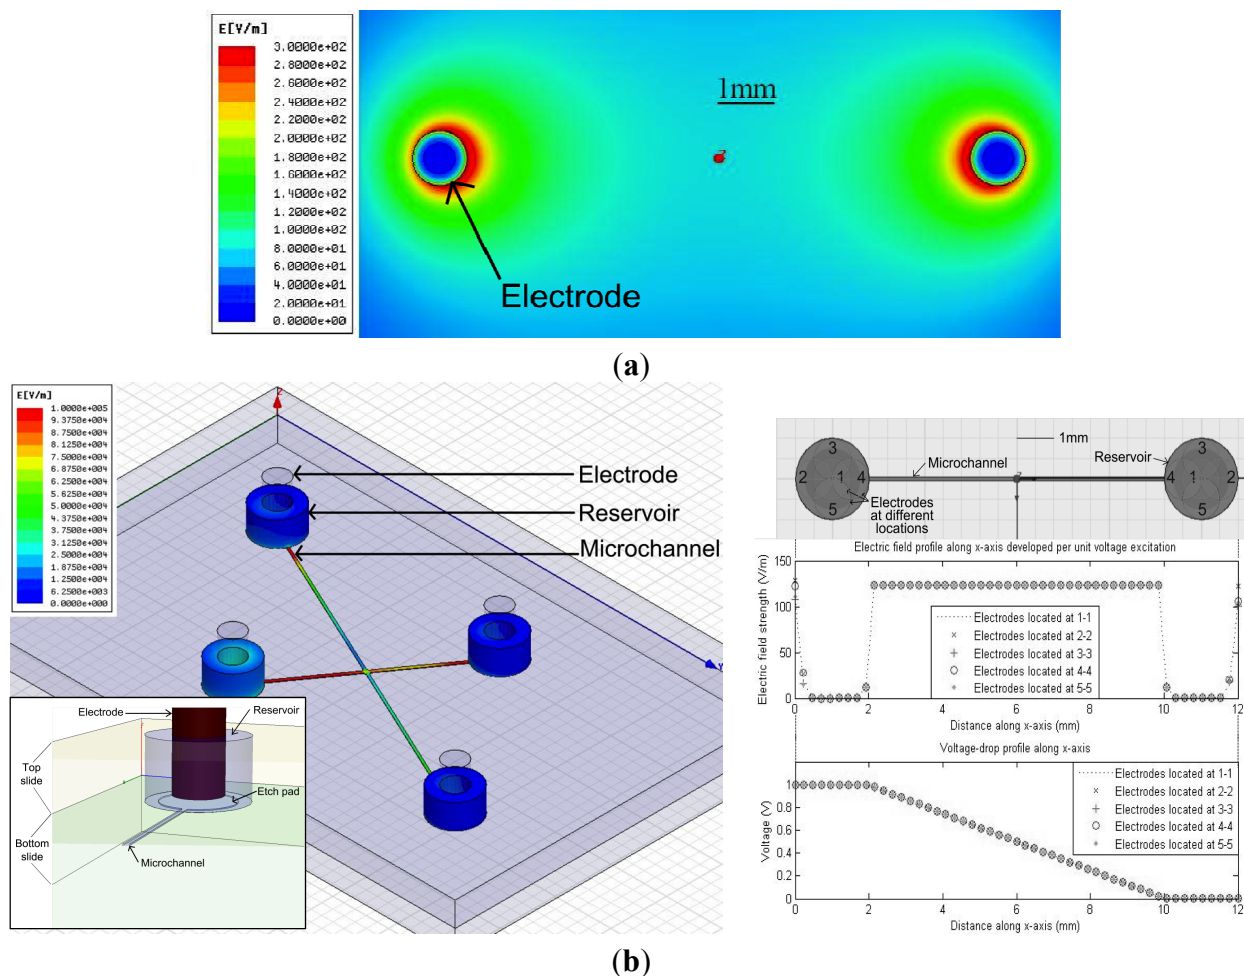 E[V/m]
3.0000e+02
2.8000e+02
2.6000e+02
2.4000e+02
2.2000e+02
2.0000e+02
1.8000e+02
1.6000e+02
1.4000e+02
1.2000e+02
1.0000e+02
8.0000e+01
6.0000e+01
4.0000e+01
2.0000e+01
0.0000e+00
1mm
Electrode
(a)
E[V/m]
1.0000e+005
9.3750e+004
8.7500e+004
8.1250e+004
7.5000e+004
6.8750e+004
6.2500e+004
5.6250e+004
5.0000e+004
4.3750e+004
3.7500e+004
3.1250e+004
2.5000e+004
1.8750e+004
1.2500e+004
6.2500e+003
0.0000e+000
Z
Electrode
Reservoir
Microchannel
Electrode
Reservoir
Top
slide
Etch pad
Bottom
slide
Microchannel
1mm
Reservoir
Microchannel
3
2 1 4
5
3
4 1 2
5
Electrodes
at different
locations
Electric field profile along x-axis developed per unit voltage excitation
Electric field strength (V/m)
150
100
50
0
Electrodes located at 1-1
Electrodes located at 2-2
Electrodes located at 3-3
Electrodes located at 4-4
Electrodes located at 5-5
0 2 4 6 8 10 12
Distance along x-axis (mm)
Voltage-drop profile along x-axis
Voltage (V)
1.0
0.8
0.6
0.4
0.2
0
Electrodes located at 1-1
Electrodes located at 2-2
Electrodes located at 3-3
Electrodes located at 4-4
Electrodes located at 5-5
0 2 4 6 8 10 12
Distance along x-axis (mm)
(b)